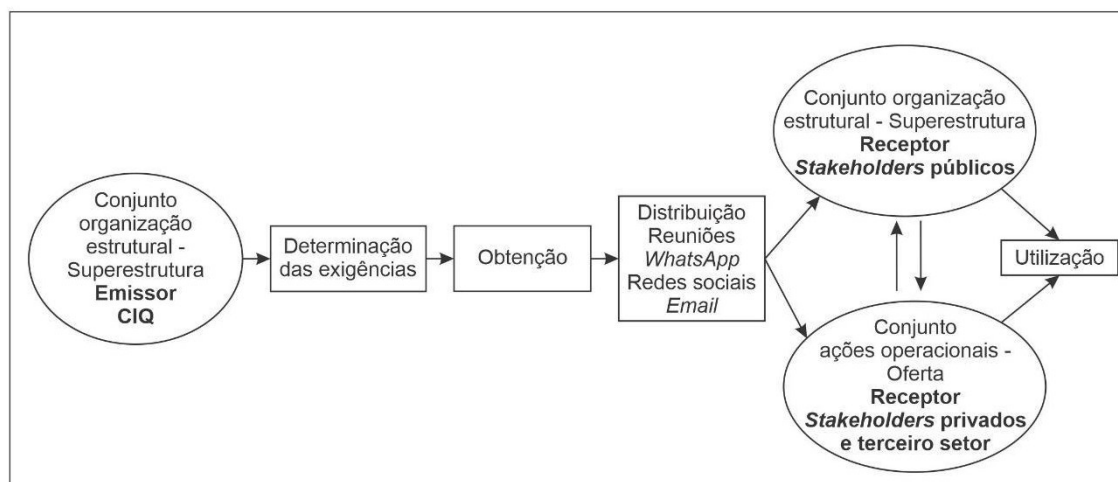 Conjunto
organização
estrutural -
Superestrutura
Emissor
CIQ
Determinação
das exigências
Obtenção
Distribuição
Reuniões
WhatsApp
Redes sociais
Email
Conjunto organização
estrutural - Superestrutura
Receptor
Stakeholders públicos
Conjunto
ações operacionais -
Oferta
Receptor
Stakeholders privados
e terceiro setor
Utilização